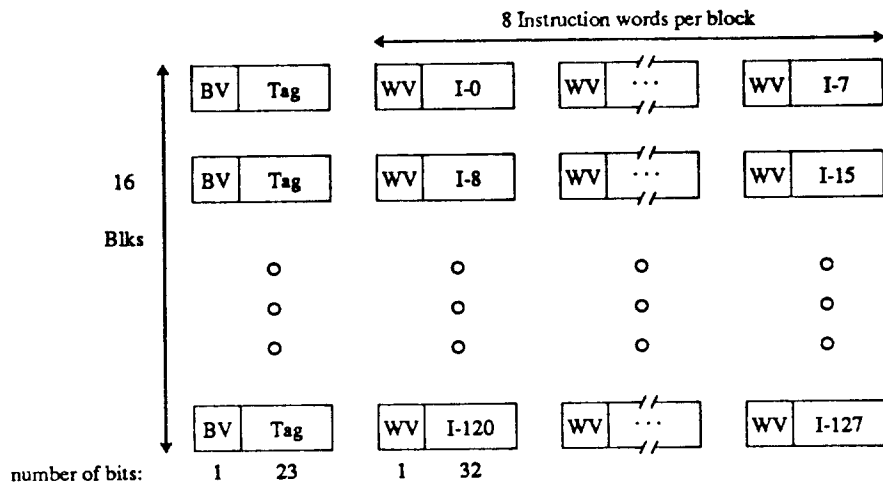 8 Instruction words per block
BV Tag WV I-0 WV ... WV I-7
16 BV Tag WV I-8 WV ... WV I-15
Blks
BV Tag WV I-120 WV ... WV I-127
number of bits: 1 23 1 32